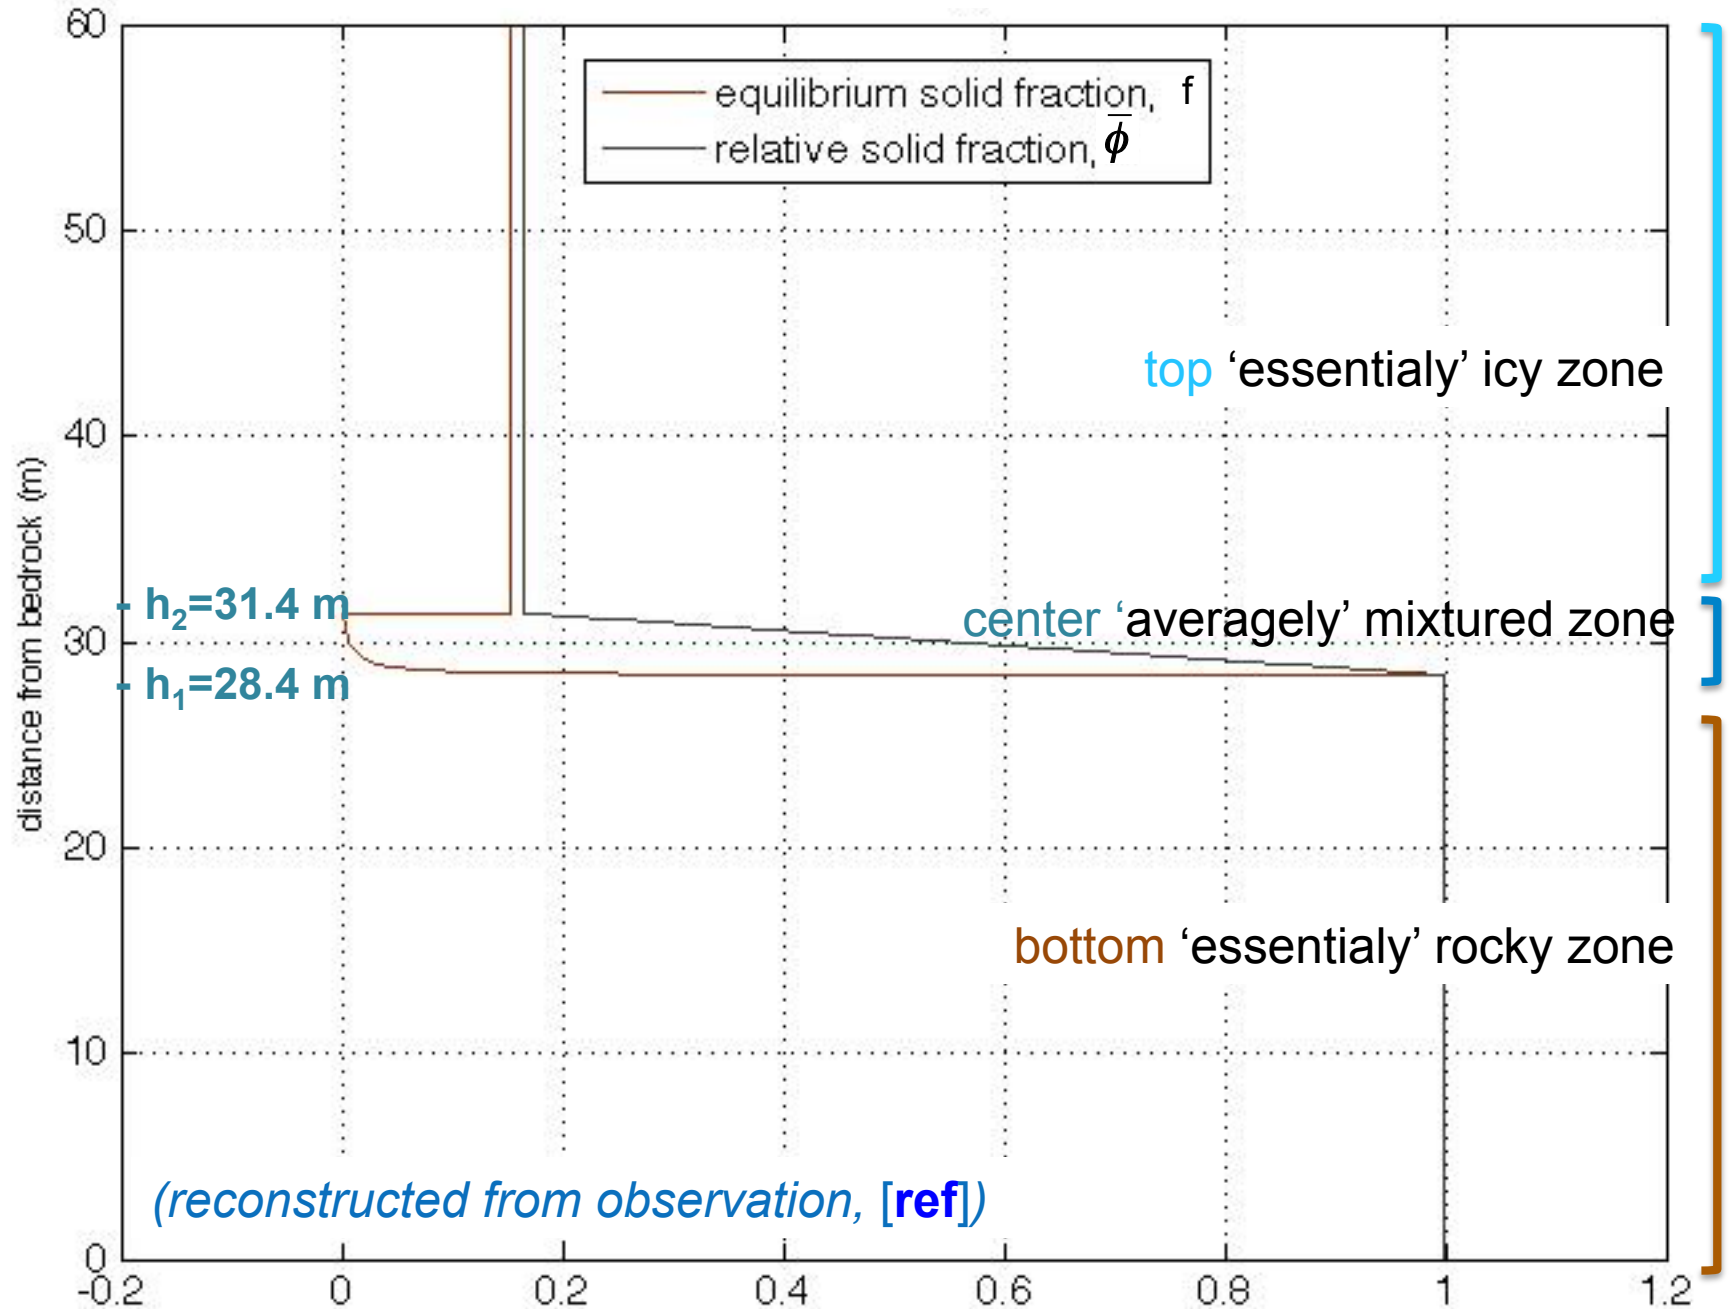 60
equilibrium solid fraction, f
relative solid fraction, ϕ̅
50
top ‘essentialy’ icy zone
40
distance from bedrock (m)
- h₂=31.4 m
center ‘averagely’ mixtured zone
30
- h₁=28.4 m
20
bottom ‘essentialy’ rocky zone
10
(reconstructed from observation, [ref])
0
-0.2 0 0.2 0.4 0.6 0.8 1 1.2